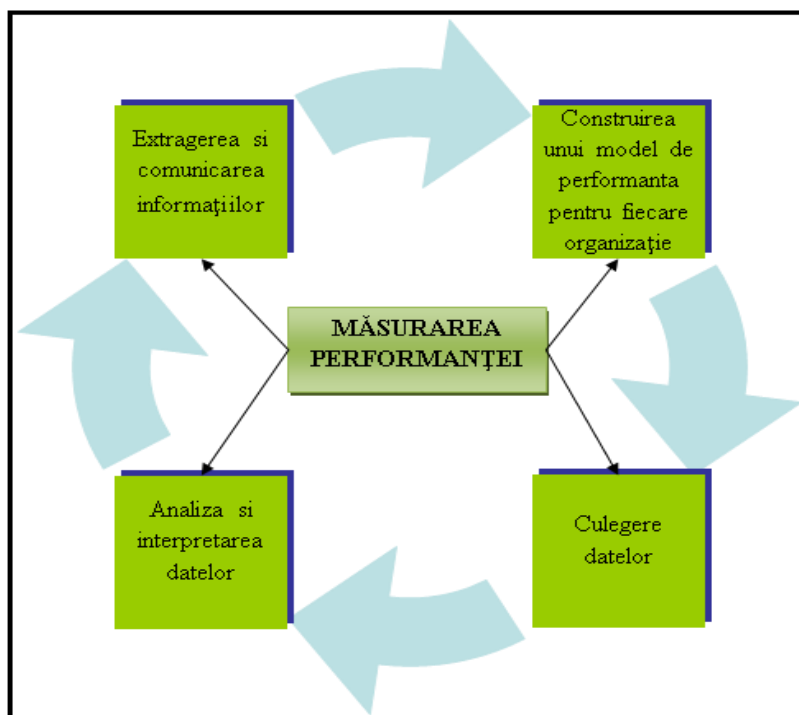 Extragerea si
comunicarea
informaţiilor
Construirea
unui model de
performanta
pentru fiecare
organizaţie
MĂSURAREA
PERFORMANŢEI
Analiza si
interpretarea
datelor
Culegere
datelor